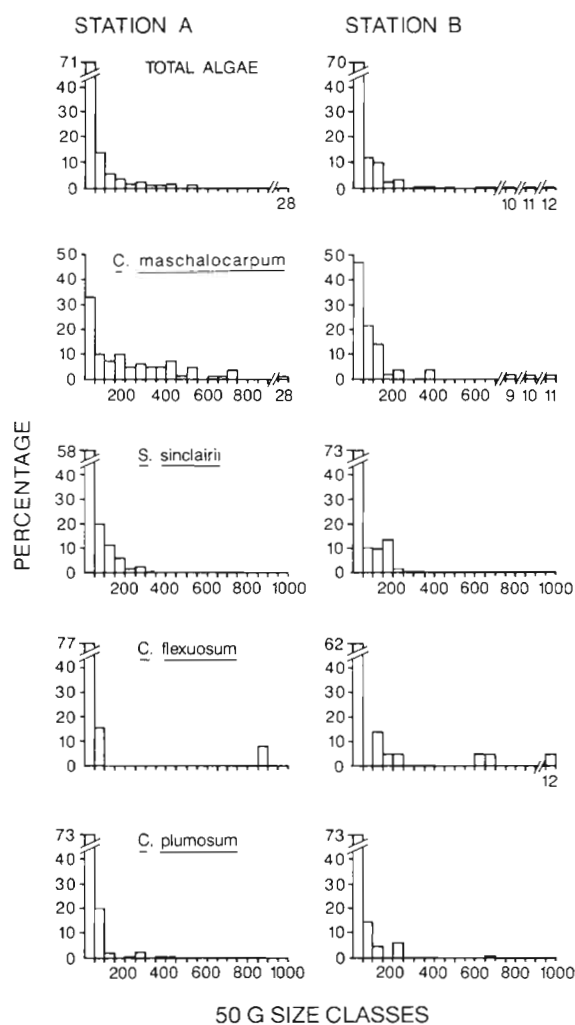 STATION A STATION B
71 TOTAL ALGAE 70
40 40
30 30
20 20
10 10
0 0
28 10 11 12
50 C. maschalocarpum 50
40 40
30 30
20 20
10 10
0 0
200 400 600 800 28 200 400 600 9 10 11
PERCENTAGE
58 S. sinclairii 73
40 40
30 30
20 20
10 10
0 0
200 400 600 800 1000 200 400 600 800 1000
77 C. flexuosum 62
40 40
30 30
20 20
10 10
0 0
12
73 C. plumosum 73
40 40
30 30
20 20
10 10
0 0
200 400 600 800 1000 200 400 600 800 1000
50 G SIZE CLASSES